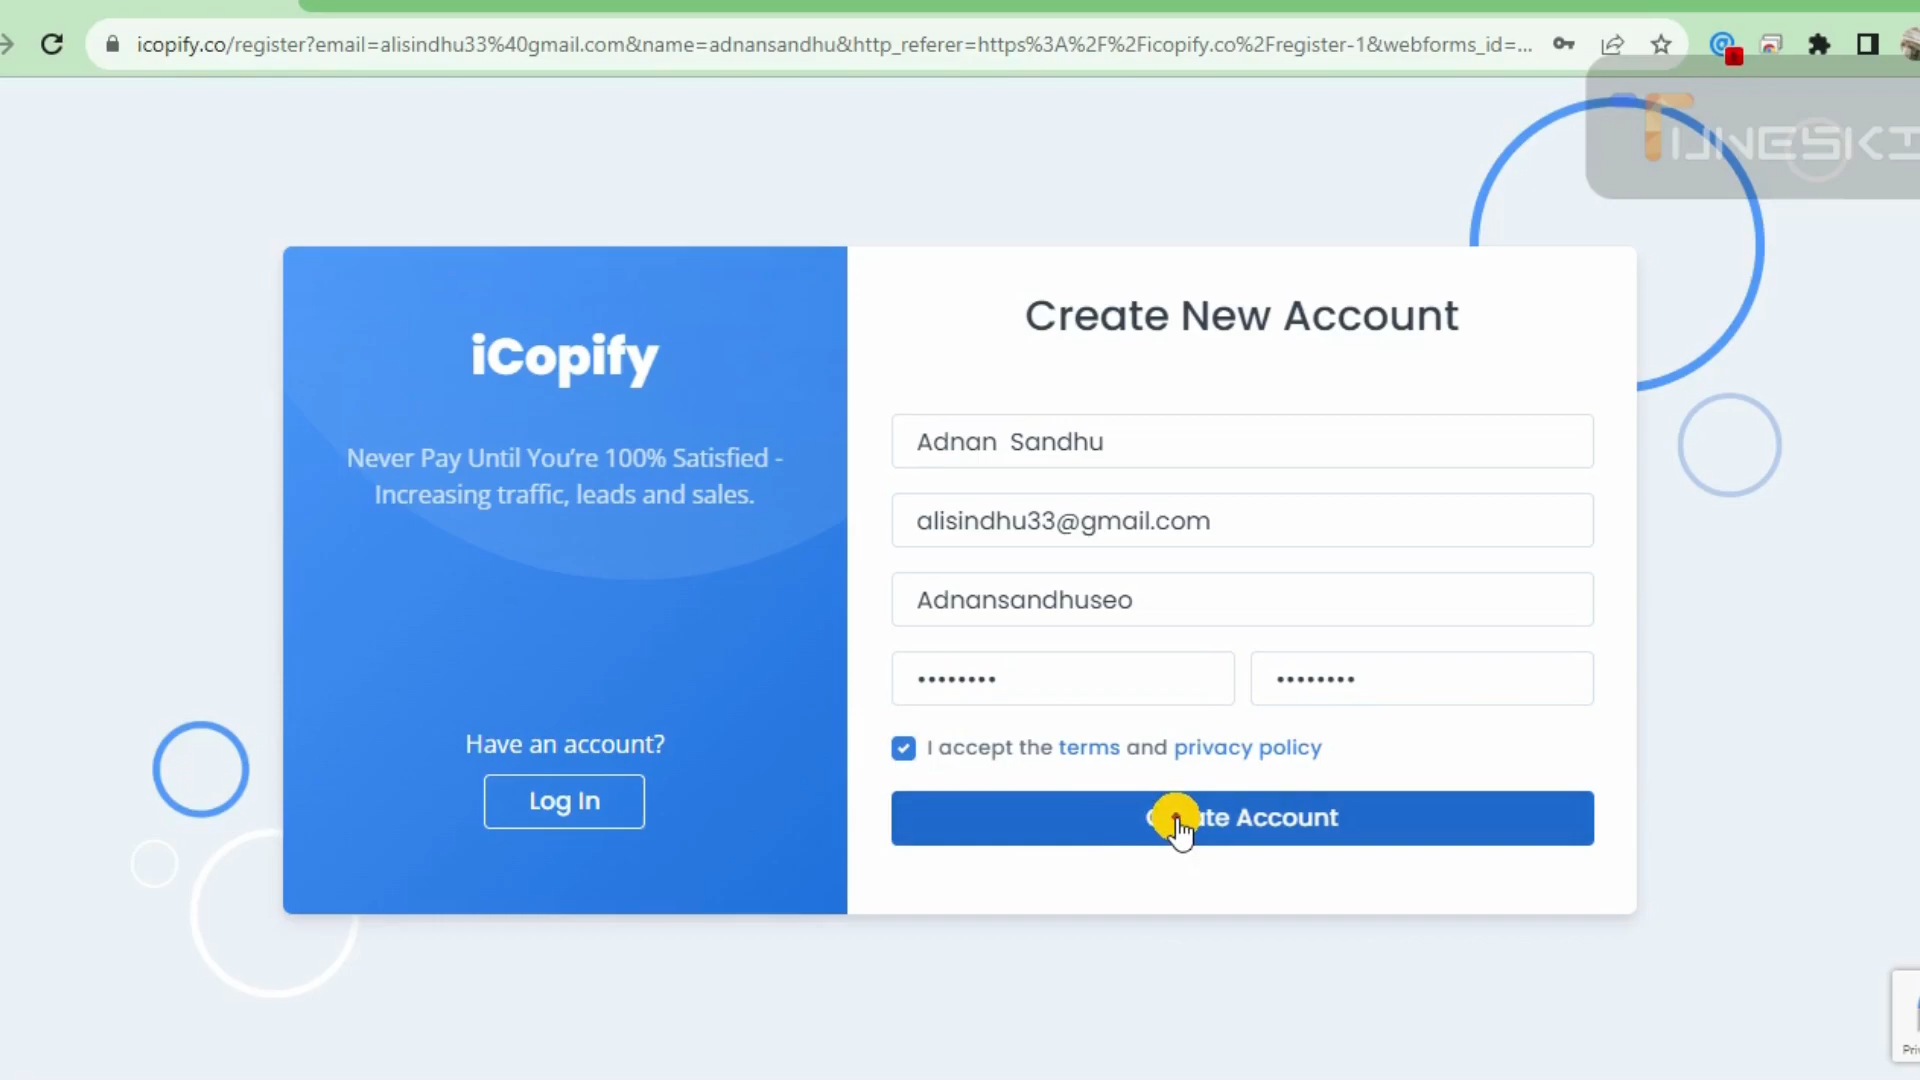 icopify.co/register?email=alisindhu33%40gmail.com&name=adnansandhu&http_referer=https%3A%2F%2Ficopify.co%2Fregister-1&webforms_id=...
TUNESKI
Create New Account
iCopify
Never Pay Until You’re 100% Satisfied -
Increasing traffic, leads and sales.
Adnan  Sandhu
alisindhu33@gmail.com
Adnansandhuseo
•••••••• ••••••••
I accept the terms and privacy policy
Have an account?
Log In
Create Account